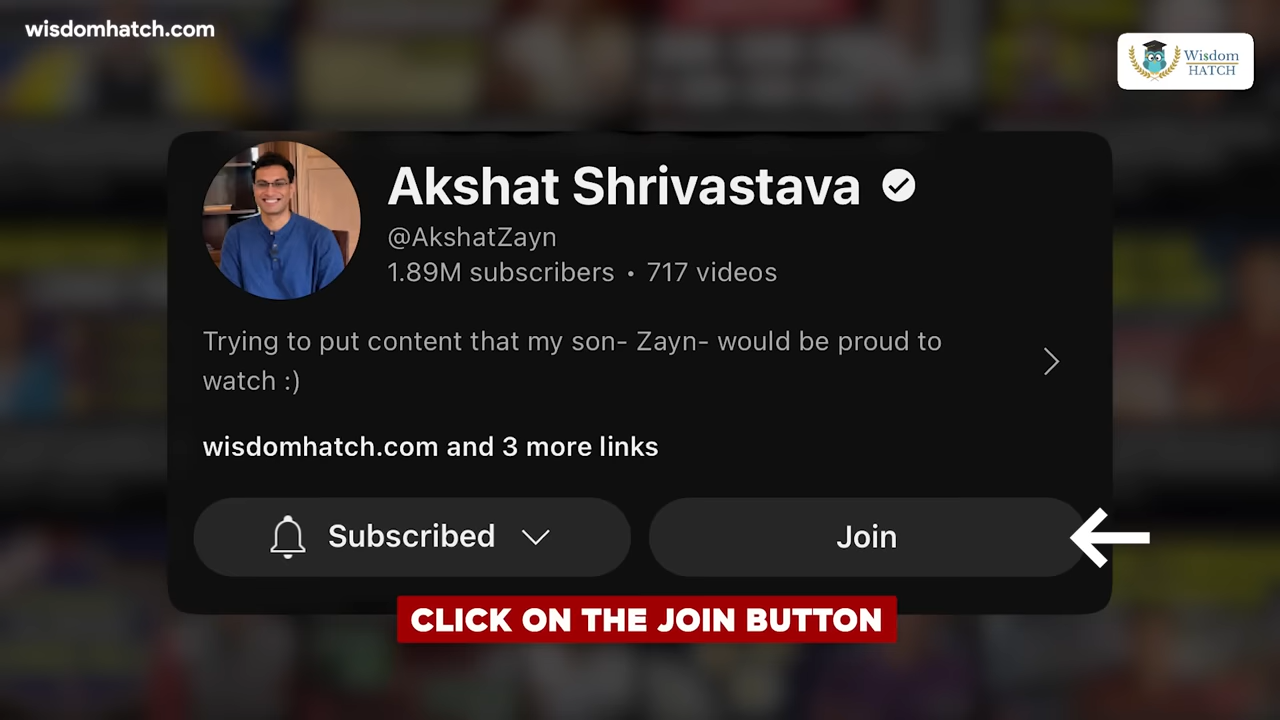 wisdomhatch.com
Wisdom
HATCH
Akshat Shrivastava
@AkshatZayn
1.89M subscribers • 717 videos
Trying to put content that my son- Zayn- would be proud to
watch :)
wisdomhatch.com and 3 more links
Subscribed
Join
CLICK ON THE JOIN BUTTON